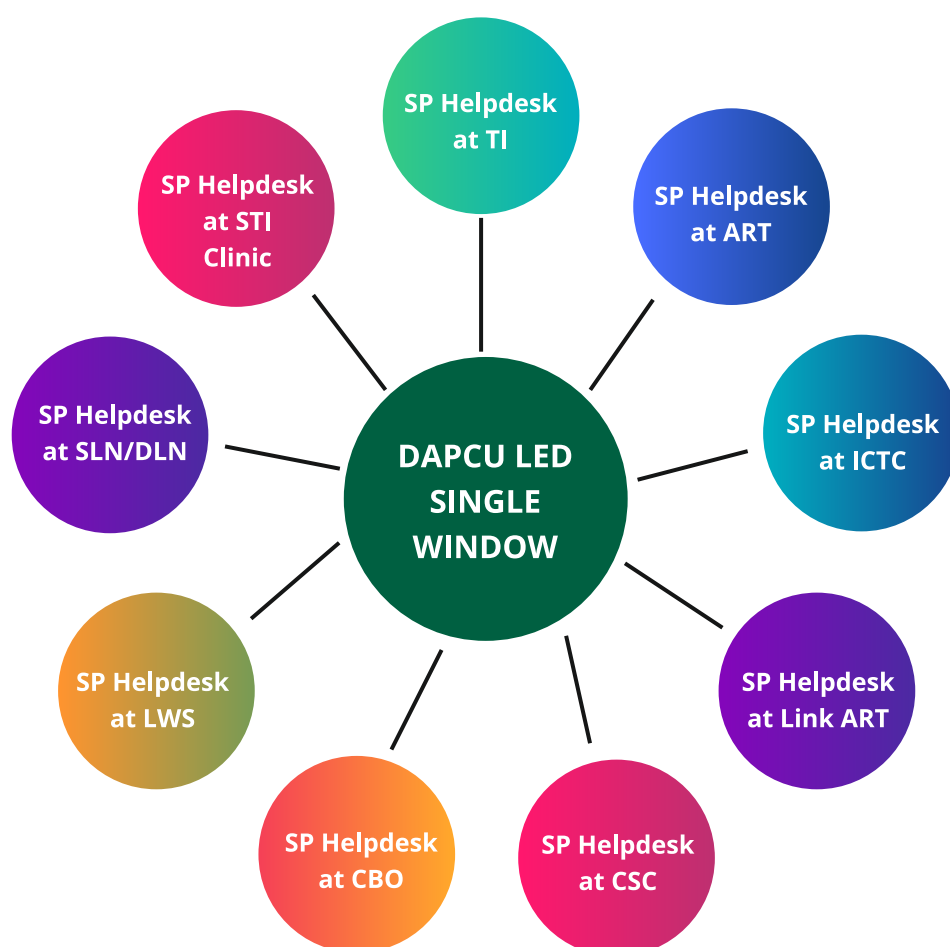 SP Helpdesk
at TI
SP Helpdesk
at ART
SP Helpdesk
at ICTC
SP Helpdesk
at Link ART
SP Helpdesk
at CSC
SP Helpdesk
at CBO
SP Helpdesk
at LWS
SP Helpdesk
at SLN/DLN
SP Helpdesk
at STI
Clinic
DAPCU LED
SINGLE
WINDOW